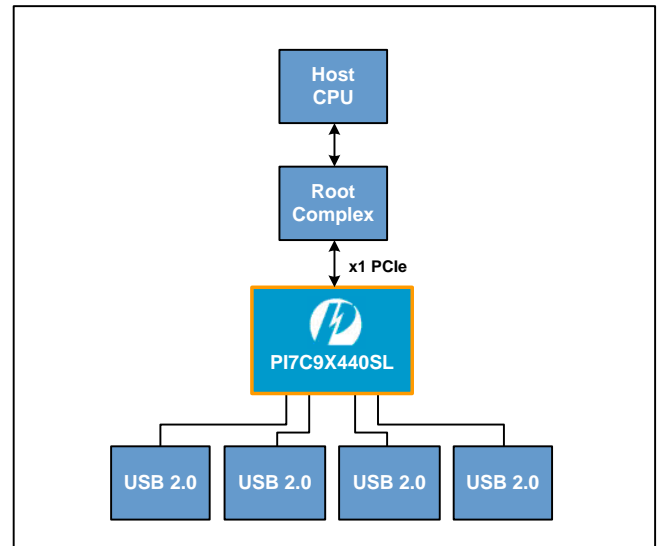 Host
CPU
Root
Complex
x1 PCIe
PI7C9X440SL
USB 2.0
USB 2.0
USB 2.0
USB 2.0